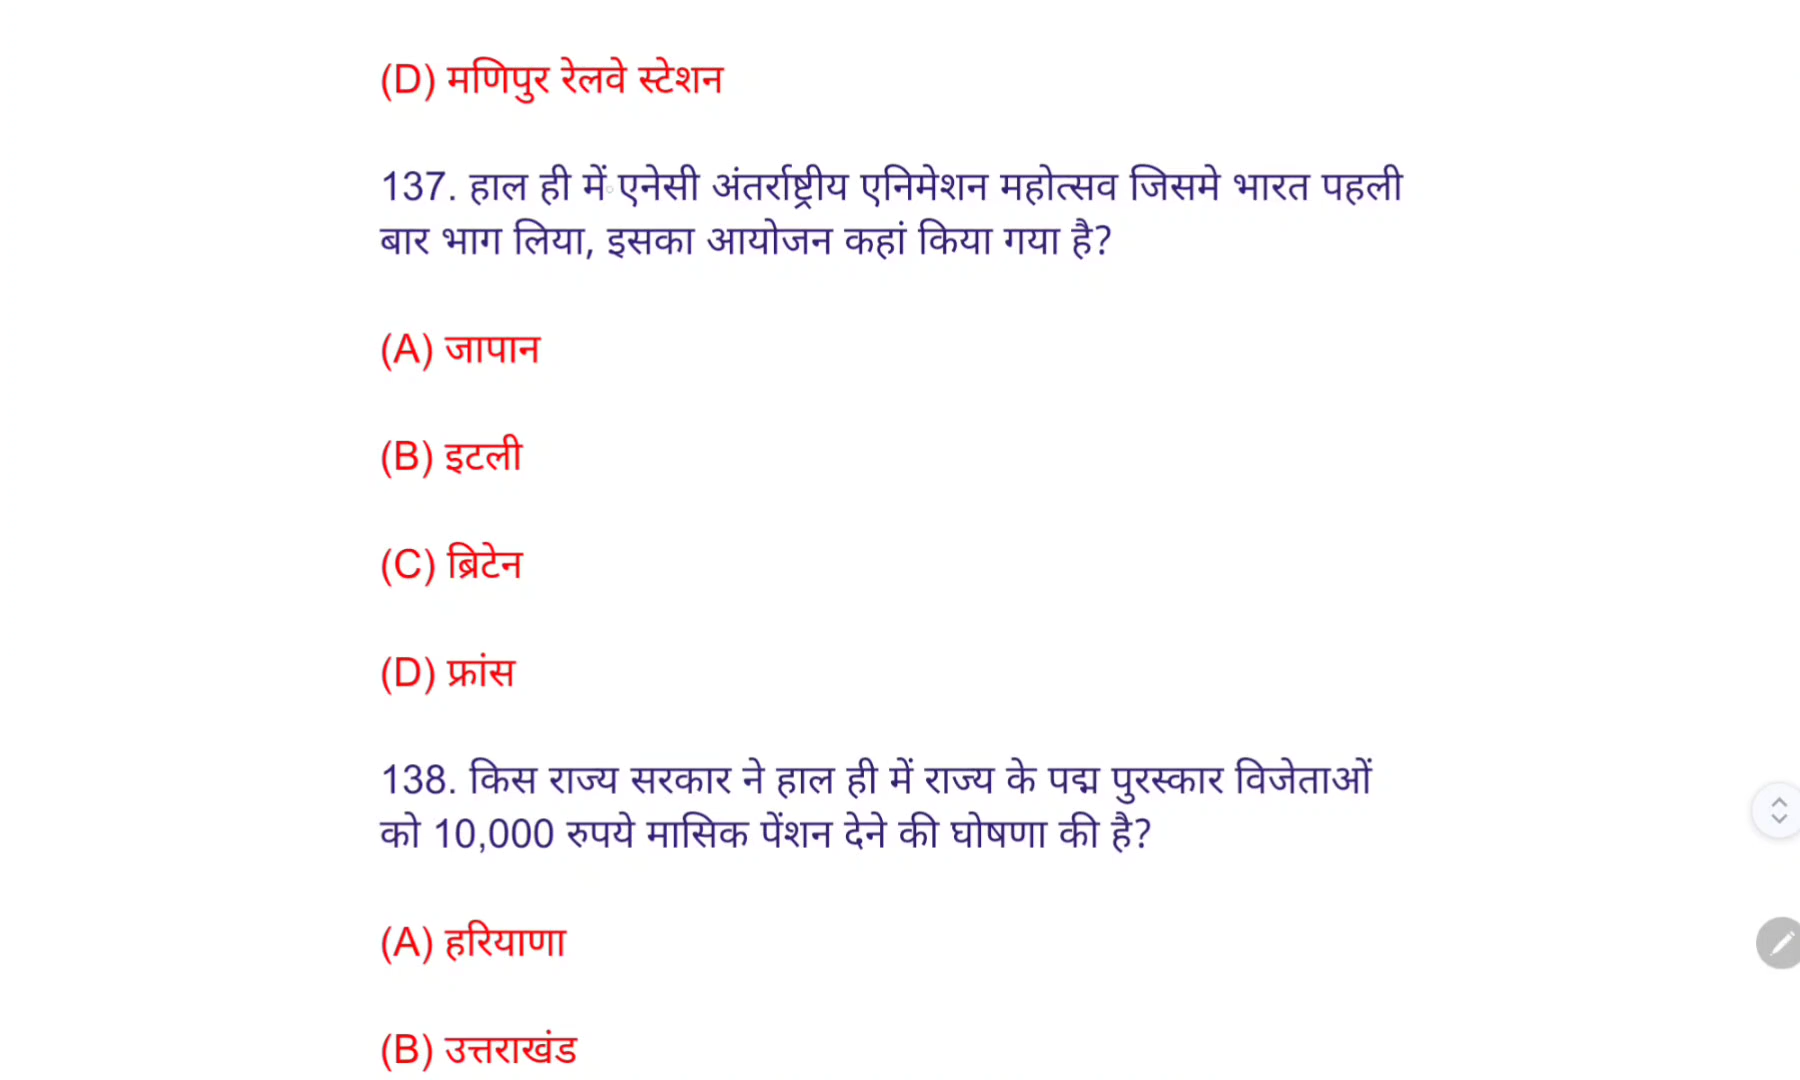 (D) मणिपुर रेलवे स्टेशन
137. हाल ही में एनेसी अंतर्राष्ट्रीय एनिमेशन महोत्सव जिसमे भारत पहली
बार भाग लिया, इसका आयोजन कहां किया गया है?
(A) जापान
(B) इटली
(C) ब्रिटेन
(D) फ्रांस
138. किस राज्य सरकार ने हाल ही में राज्य के पद्म पुरस्कार विजेताओं
को 10,000 रुपये मासिक पेंशन देने की घोषणा की है?
(A) हरियाणा
(B) उत्तराखंड